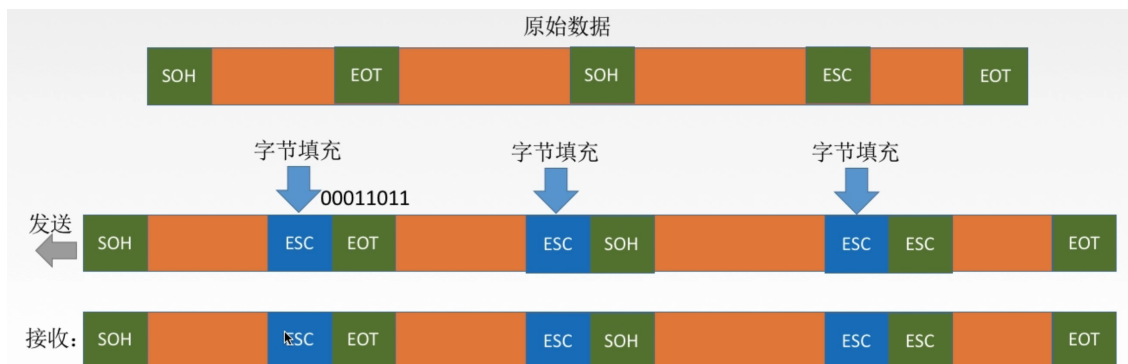 原始数据
SOH EOT SOH ESC EOT
字节填充 字节填充 字节填充
00011011
发送 SOH ESC EOT ESC SOH ESC ESC EOT
接收: SOH ESC EOT ESC SOH ESC ESC EOT